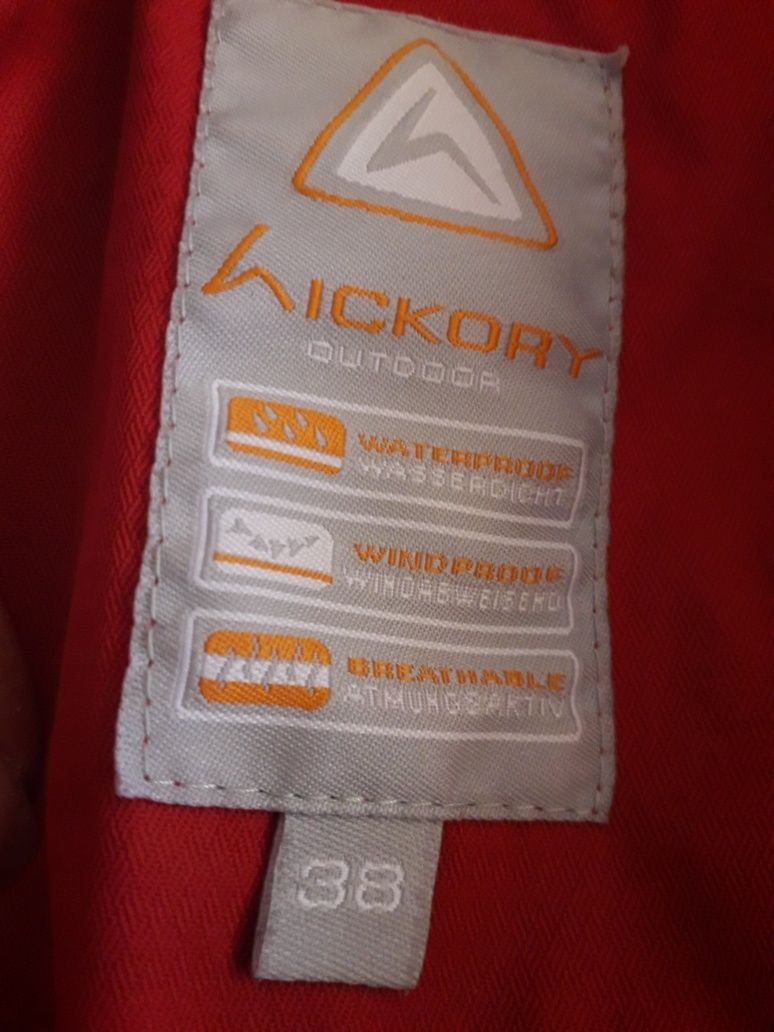 HICKORY
OUTDOOR
WATERPROOF
WASSERDICHT
WINDPROOF
WINDABWEISEND
BREATHABLE
ATMUNGSAKTIV
38